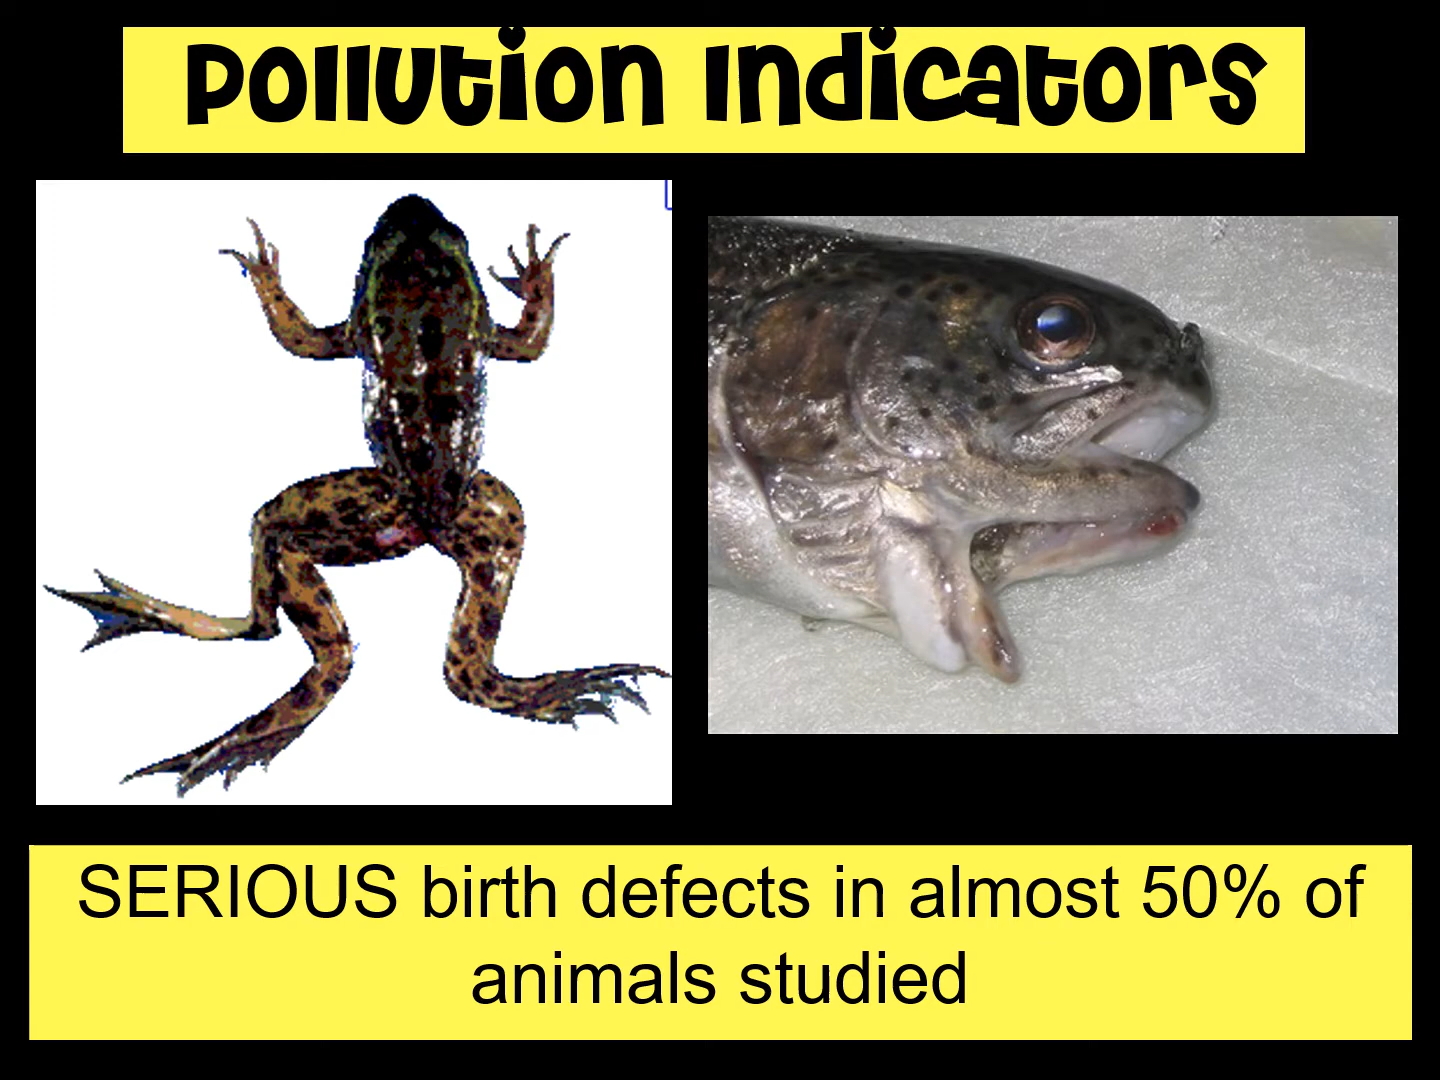 Pollution Indicators
SERIOUS birth defects in almost 50% of
animals studied